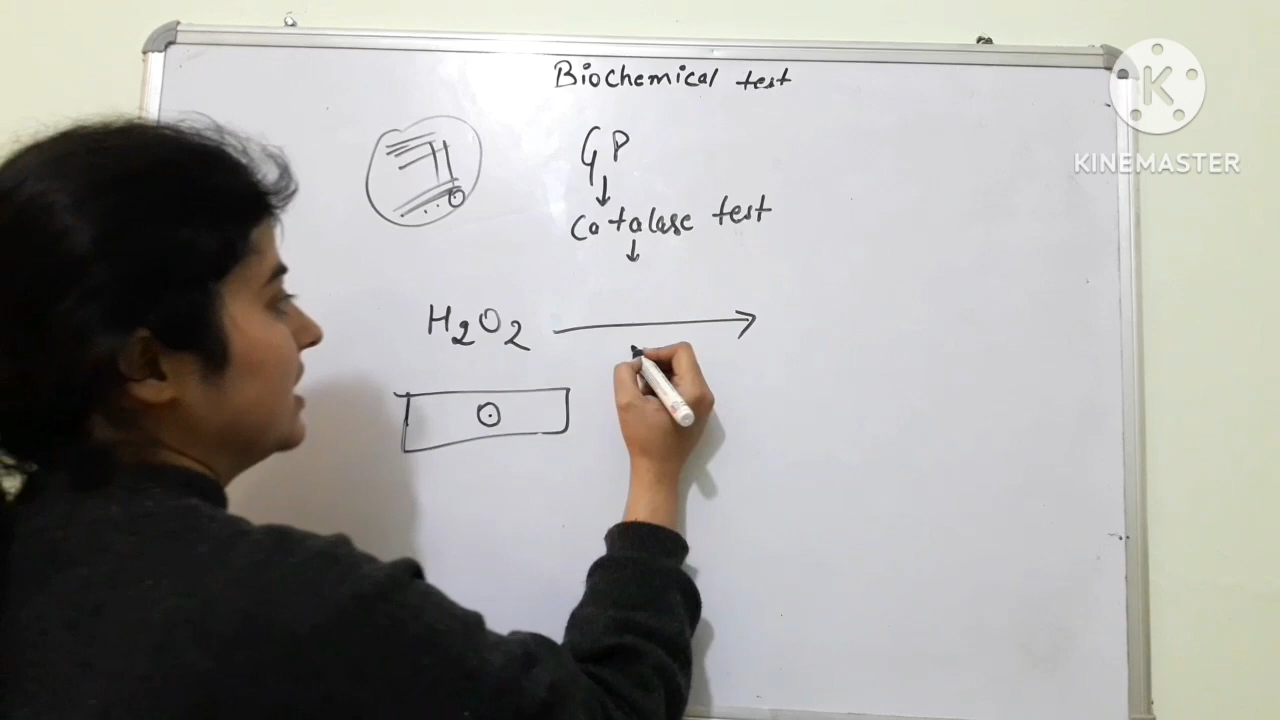 Biochemical test
GP
Catalase test
H2O2
K
KINEMASTER